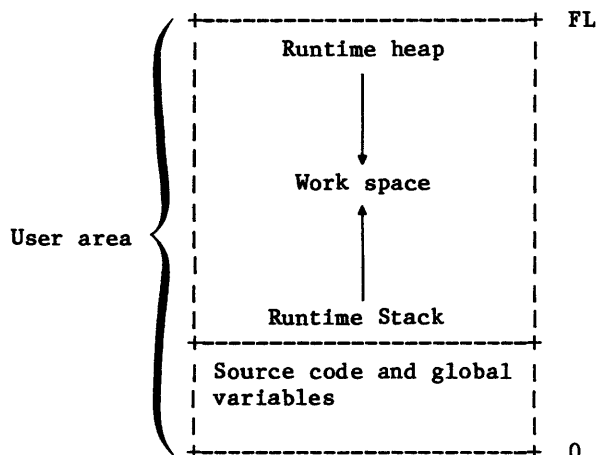 FL
Runtime heap
Work space
User area
Runtime Stack
Source code and global
variables
0